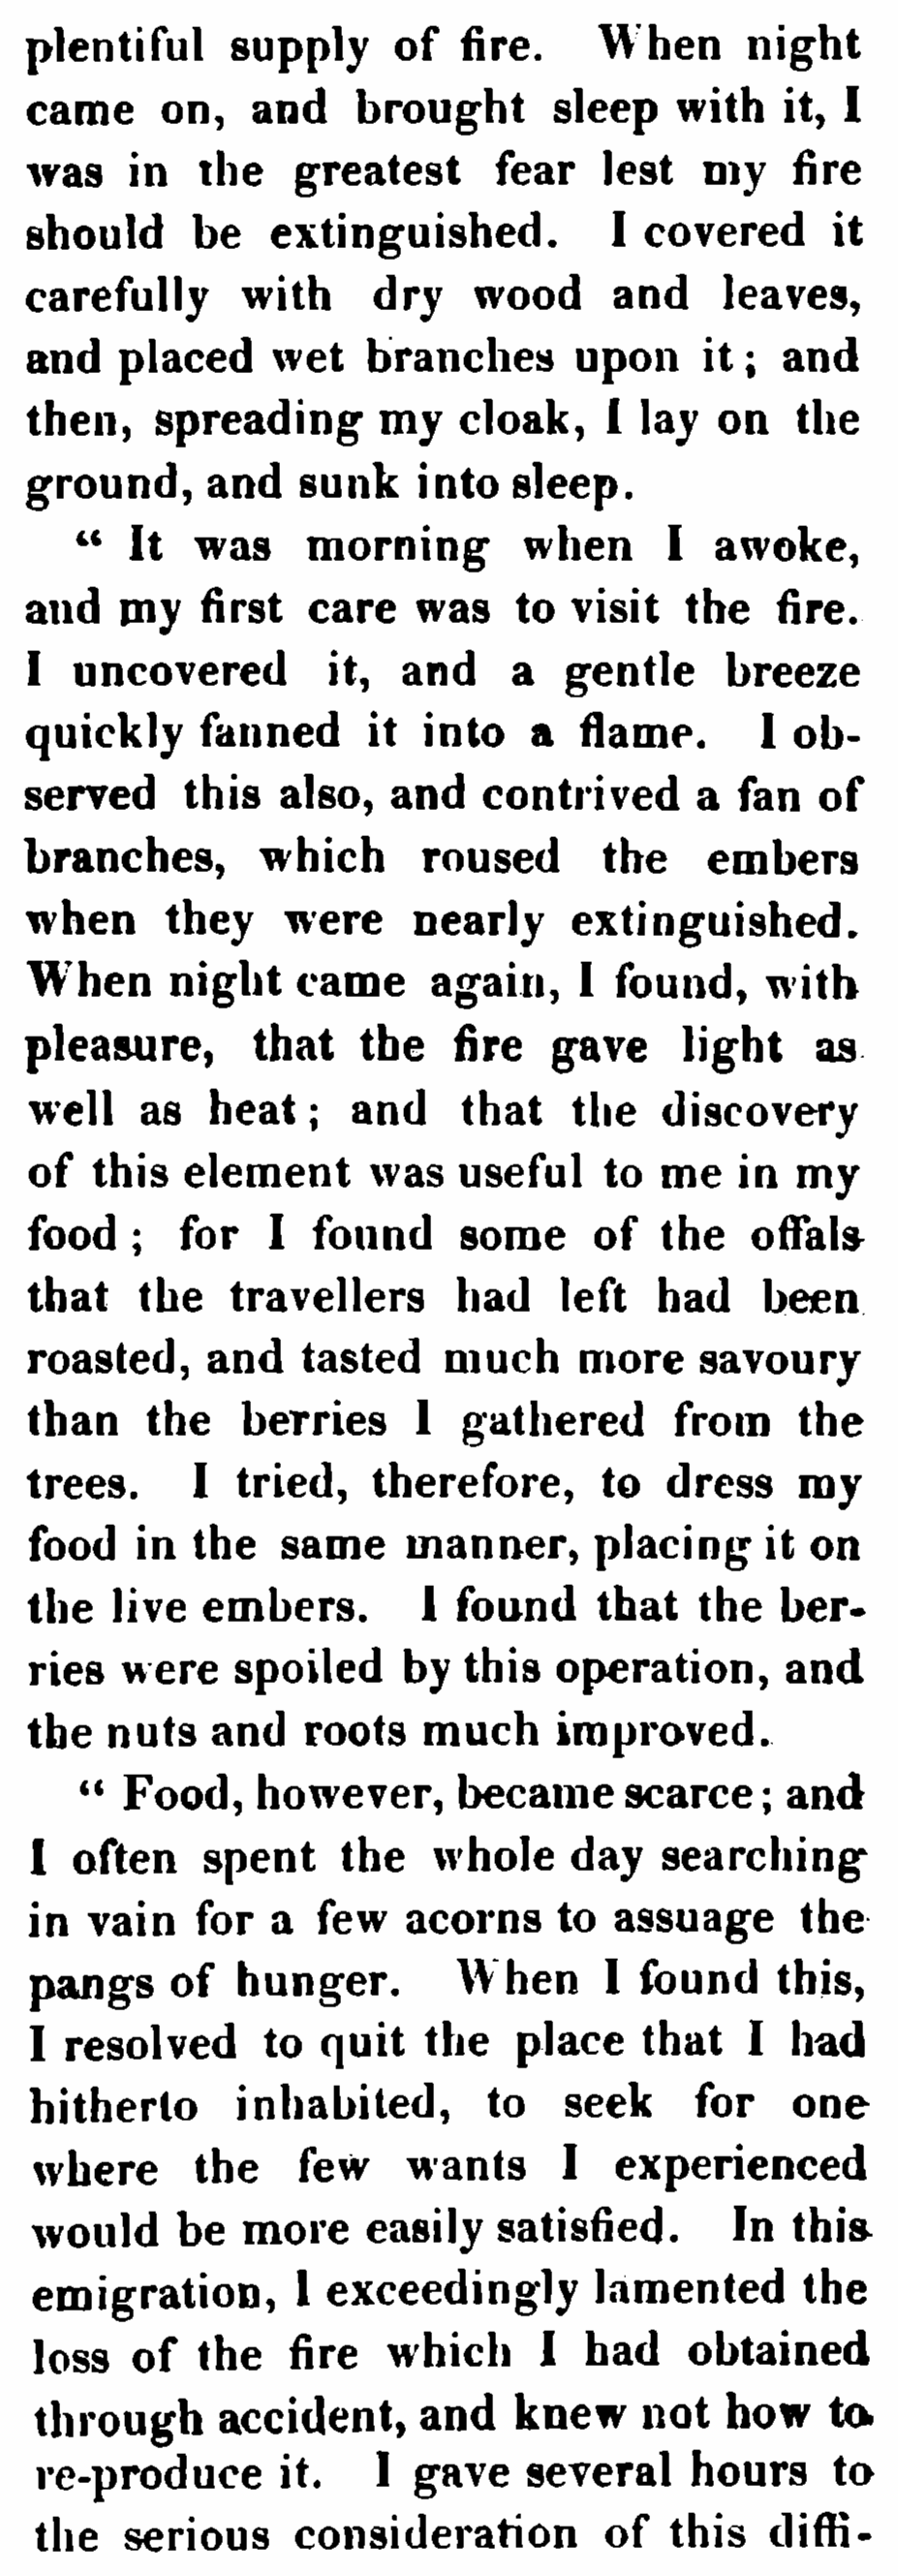 plentiful supply of fire. When night
came on, and brought sleep with it, I
was in the greatest fear lest my fire
should be extinguished. I covered it
carefully with dry wood and leaves,
and placed wet branches upon it; and
then, spreading my cloak, I lay on the
ground, and sunk into sleep.
“ It was morning when I awoke,
and my first care was to visit the fire.
I uncovered it, and a gentle breeze
quickly fanned it into a flame. I ob-
served this also, and contrived a fan of
branches, which roused the embers
when they were nearly extinguished.
When night came again, I found, with
pleasure, that the fire gave light as
well as heat; and that the discovery
of this element was useful to me in my
food; for I found some of the offals
that the travellers had left had been
roasted, and tasted much more savoury
than the berries I gathered from the
trees. I tried, therefore, to dress my
food in the same manner, placing it on
the live embers. I found that the ber-
ries were spoiled by this operation, and
the nuts and roots much improved.
“ Food, however, became scarce; and
I often spent the whole day searching
in vain for a few acorns to assuage the
pangs of hunger. When I found this,
I resolved to quit the place that I had
hitherto inhabited, to seek for one
where the few wants I experienced
would be more easily satisfied. In this
emigration, I exceedingly lamented the
loss of the fire which I had obtained
through accident, and knew not how to
re-produce it. I gave several hours to
the serious consideration of this diffi-